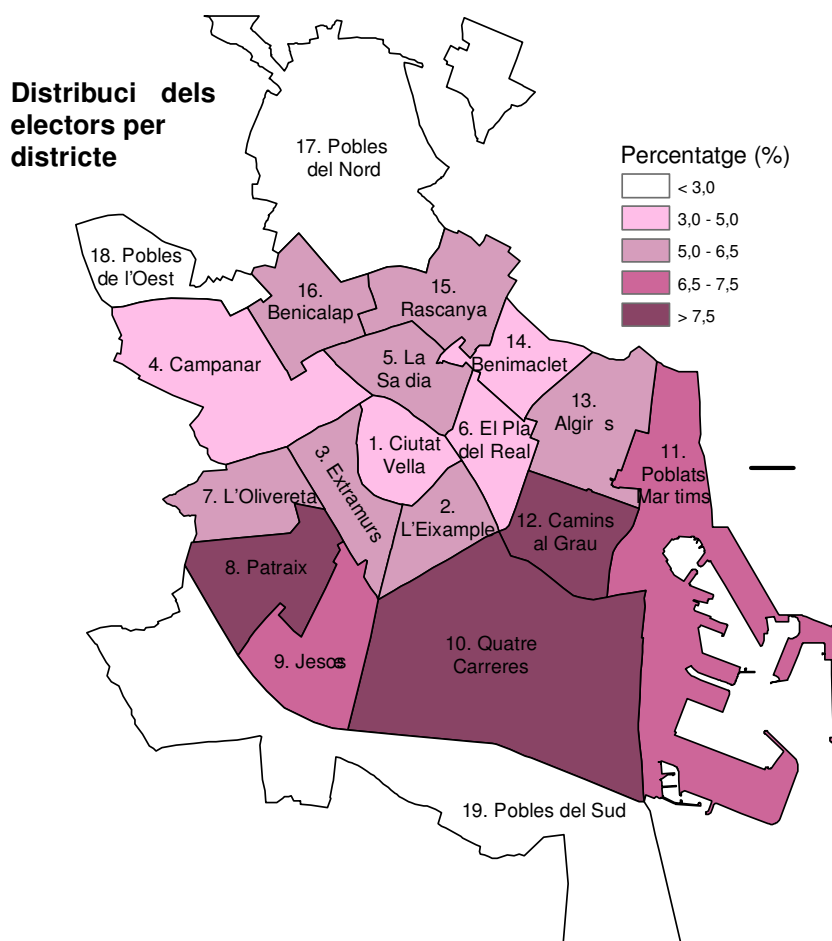 Distribuci dels
electors per
districte
17. Pobles
del Nord
Percentatge (%)
< 3,0
3,0 - 5,0
5,0 - 6,5
6,5 - 7,5
> 7,5
18. Pobles
de l'Oest
16.
Benicalap
15.
Rascanya
14.
Benimaclet
4. Campanar
5. La
Sa dia
13.
Algir s
6. El Pla
del Real
1. Ciutat
Vella
3. Extramurs
11.
Poblats
Mar tims
7. L'Olivereta
2.
L'Eixample
12. Camins
al Grau
8. Patraix
10. Quatre
Carreres
9.
19. Pobles del Sud